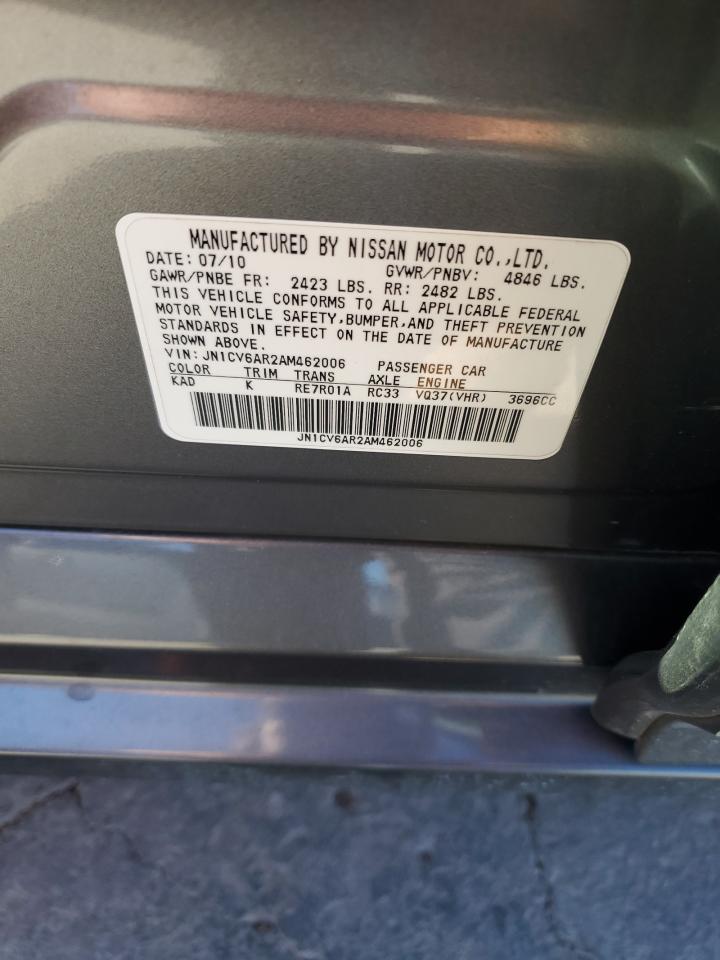 MANUFACTURED BY NISSAN MOTOR CO.,LTD.
DATE: 07/10 GVWR/PNBV: 4846 LBS.
GAWR/PNBE FR: 2423 LBS. RR: 2482 LBS.
THIS VEHICLE CONFORMS TO ALL APPLICABLE FEDERAL
MOTOR VEHICLE SAFETY,BUMPER,AND THEFT PREVENTION
STANDARDS IN EFFECT ON THE DATE OF MANUFACTURE
SHOWN ABOVE.
VIN: JN1CV6AR2AM462006 PASSENGER CAR
COLOR TRIM TRANS AXLE ENGINE
KAD K RE7R01A RC33 VQ37(VHR) 3696CC
JN1CV6AR2AM462006